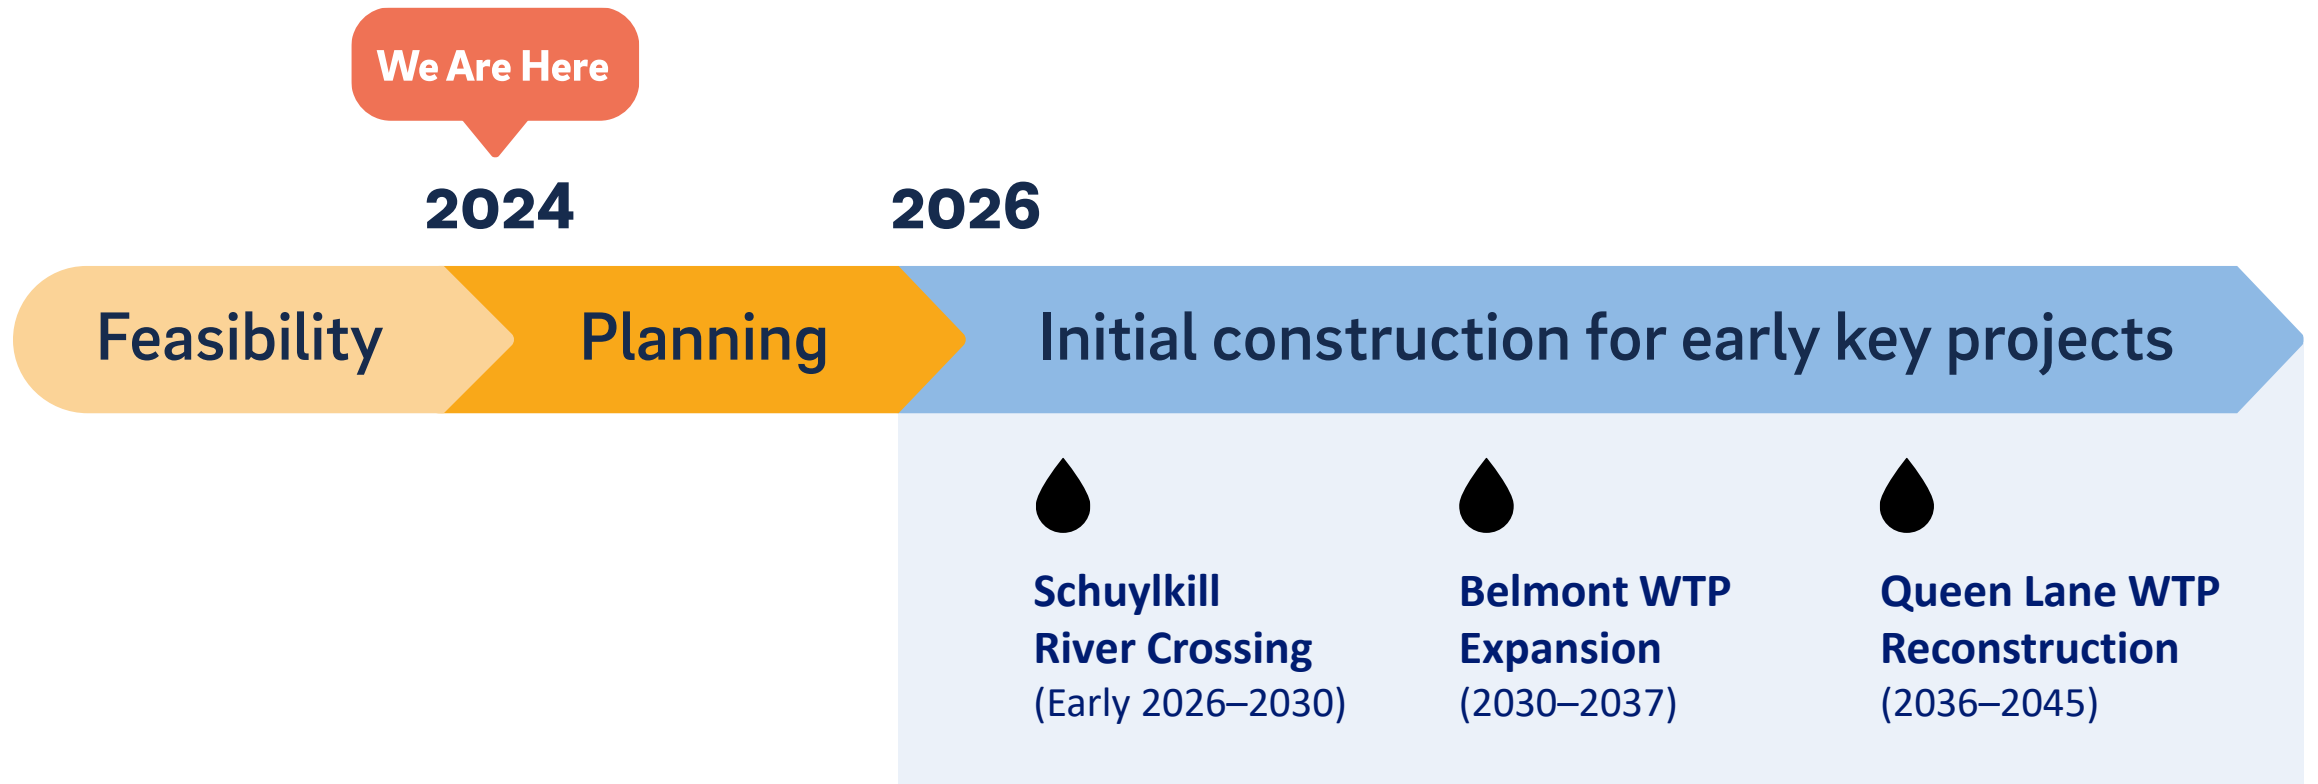 We Are Here
2024
2026
Feasibility
Planning
Initial construction for early key projects
Schuylkill
River Crossing
(Early 2026–2030)
Belmont WTP
Expansion
(2030–2037)
Queen Lane WTP
Reconstruction
(2036–2045)